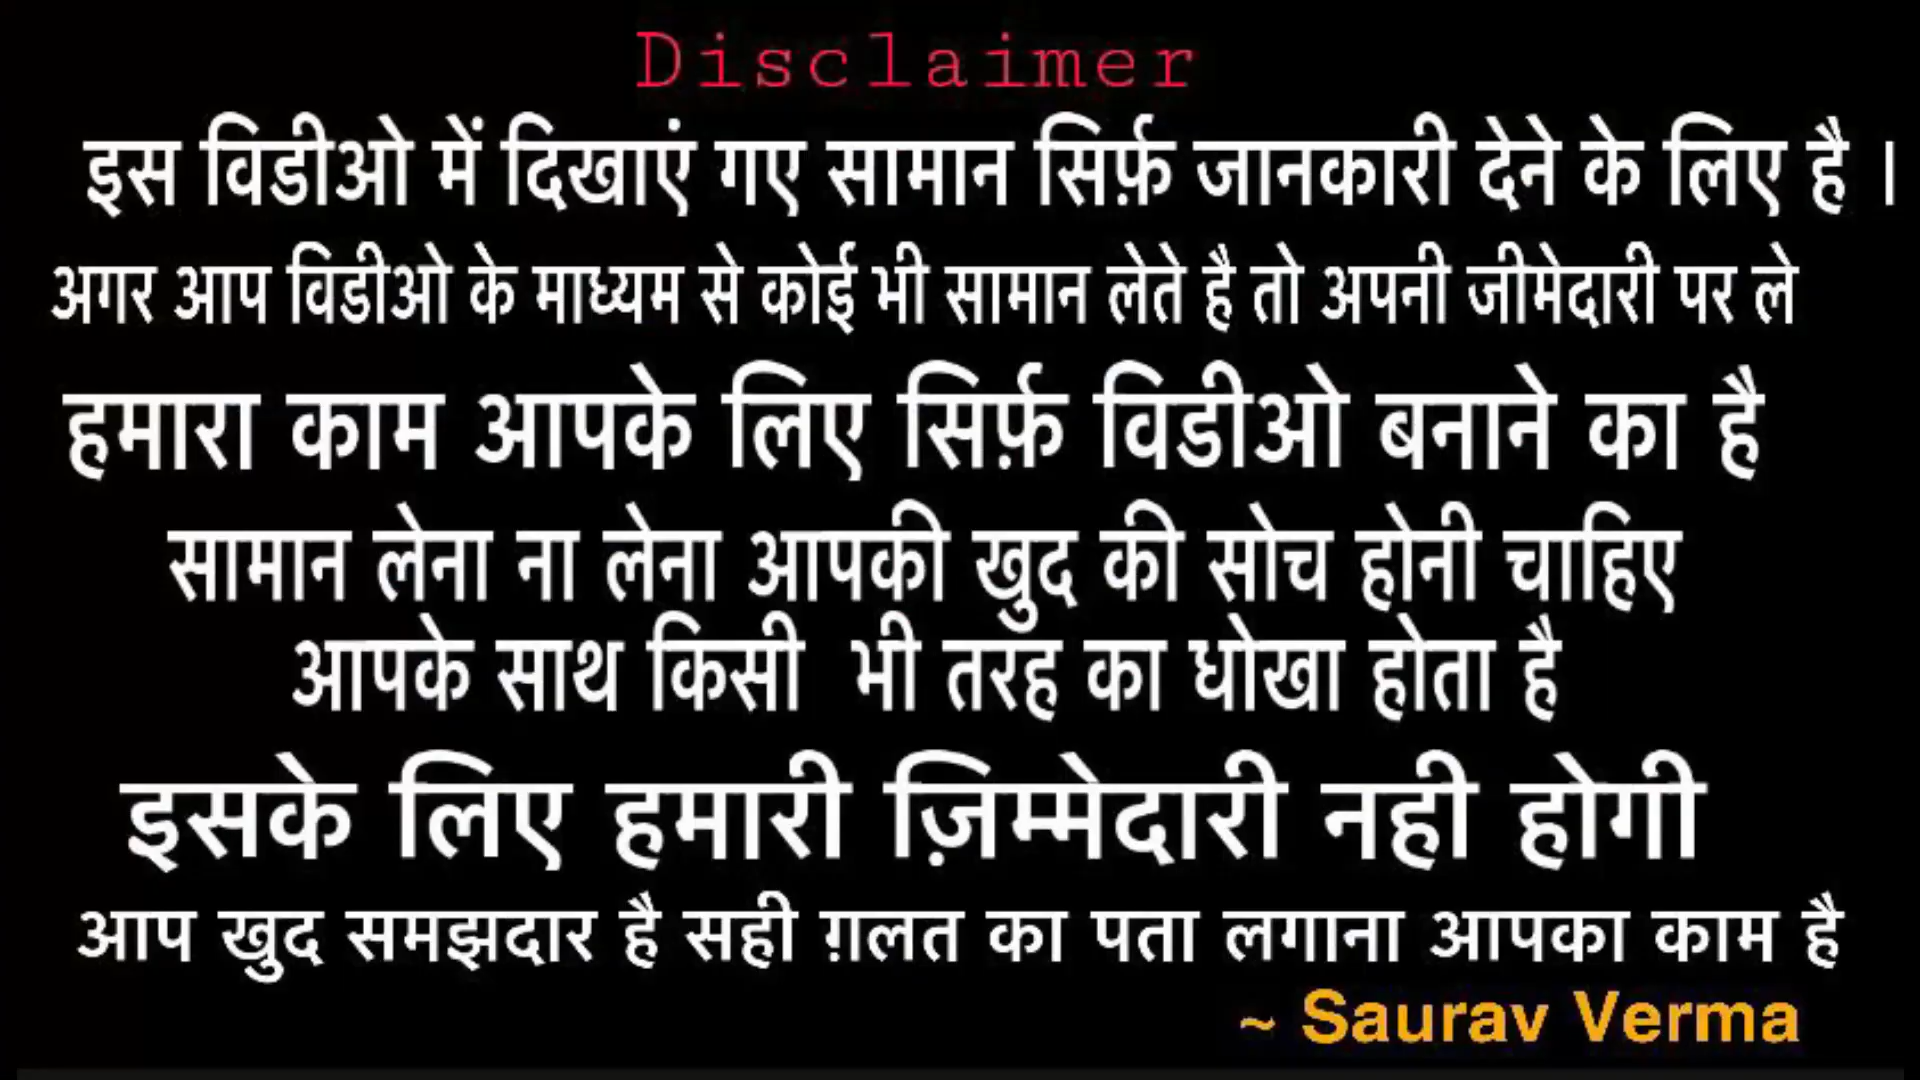 Disclaimer
इस विडीओ में दिखाएं गए सामान सिर्फ़ जानकारी देने के लिए है ।
अगर आप विडीओ के माध्यम से कोई भी सामान लेते है तो अपनी जीमेदारी पर ले
हमारा काम आपके लिए सिर्फ़ विडीओ बनाने का है
सामान लेना ना लेना आपकी खुद की सोच होनी चाहिए
आपके साथ किसी भी तरह का धोखा होता है
इसके लिए हमारी ज़िम्मेदारी नही होगी
आप खुद समझदार है सही ग़लत का पता लगाना आपका काम है
~ Saurav Verma